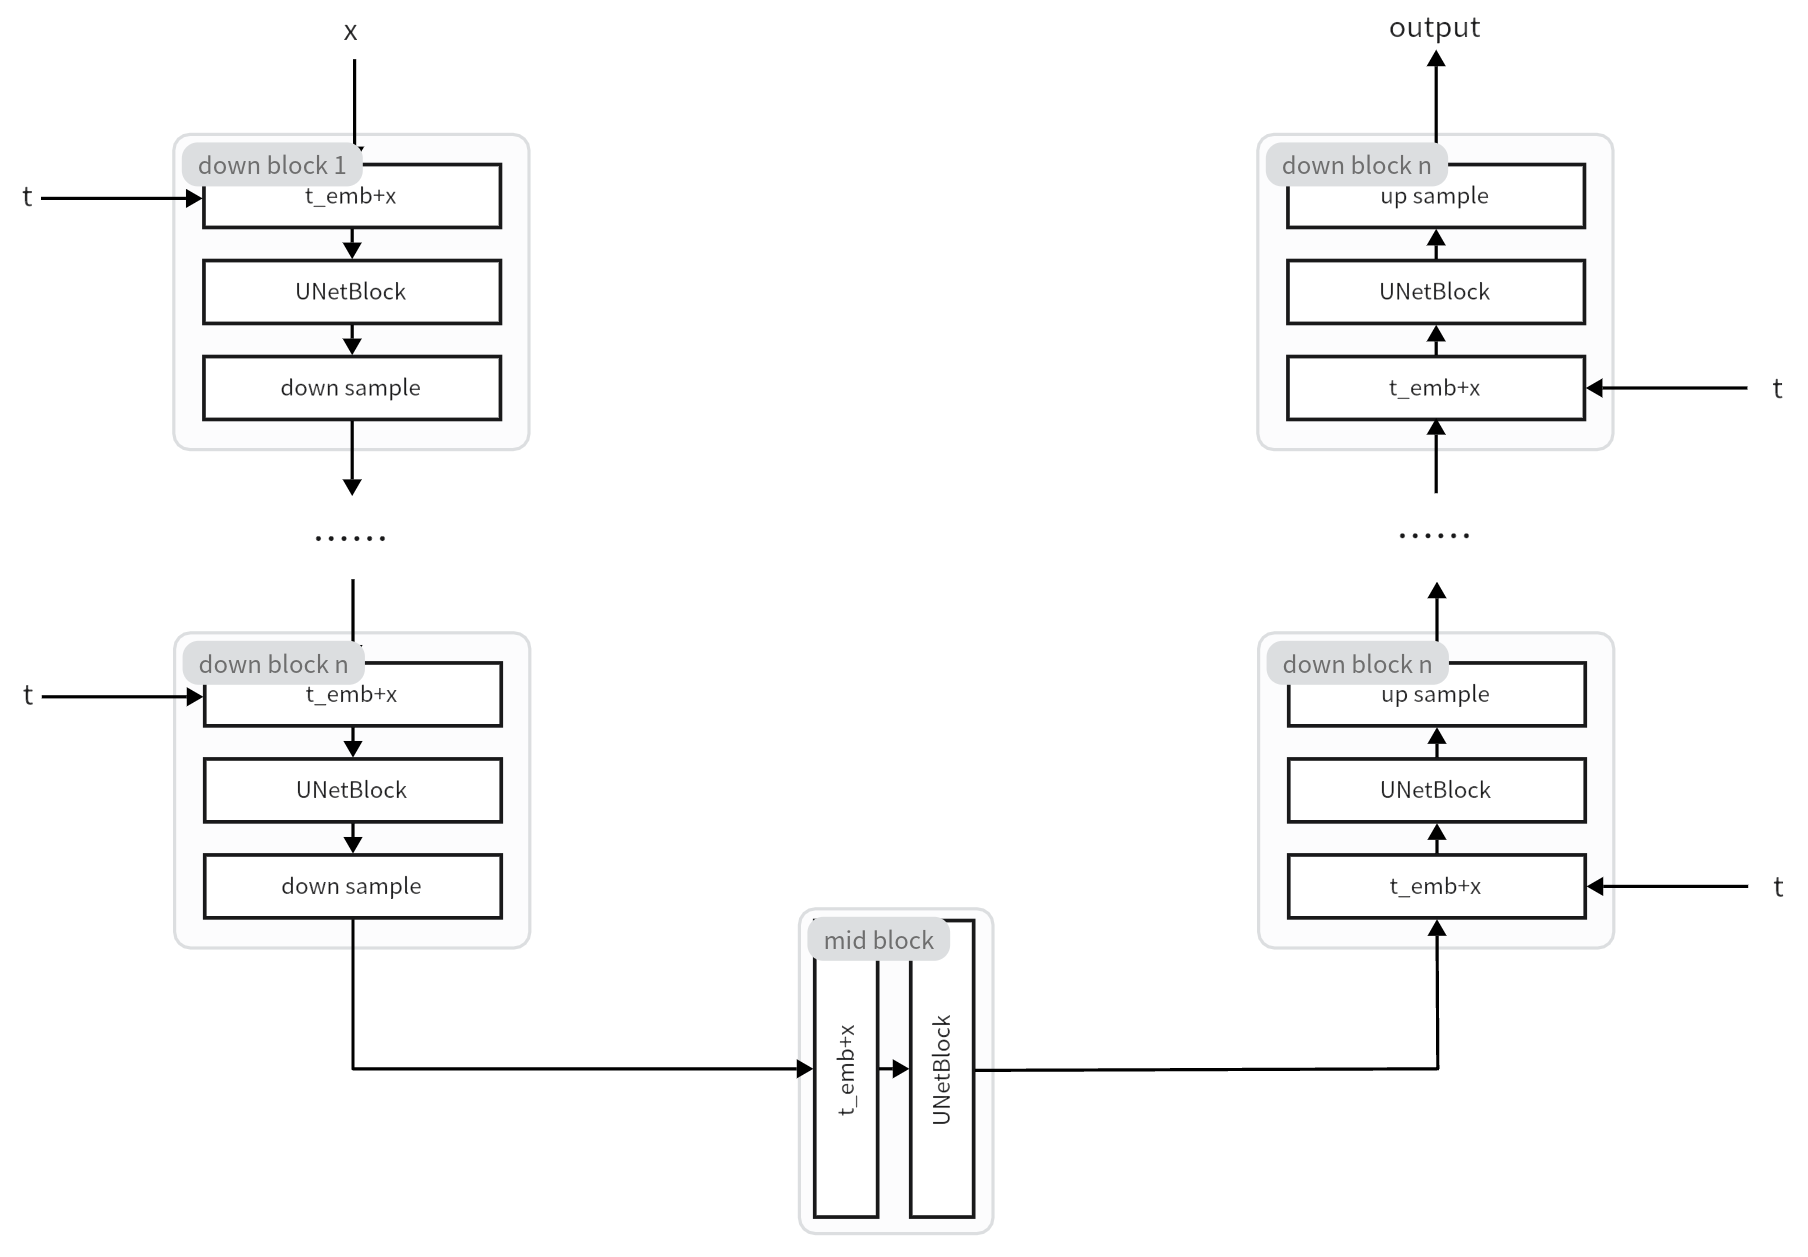 x
down block 1
t
t_emb+x
UNetBlock
down sample
······
down block n
t
t_emb+x
UNetBlock
down sample
mid block
t_emb+x
UNetBlock
output
down block n
up sample
UNetBlock
t_emb+x
t
······
down block n
up sample
UNetBlock
t_emb+x
t